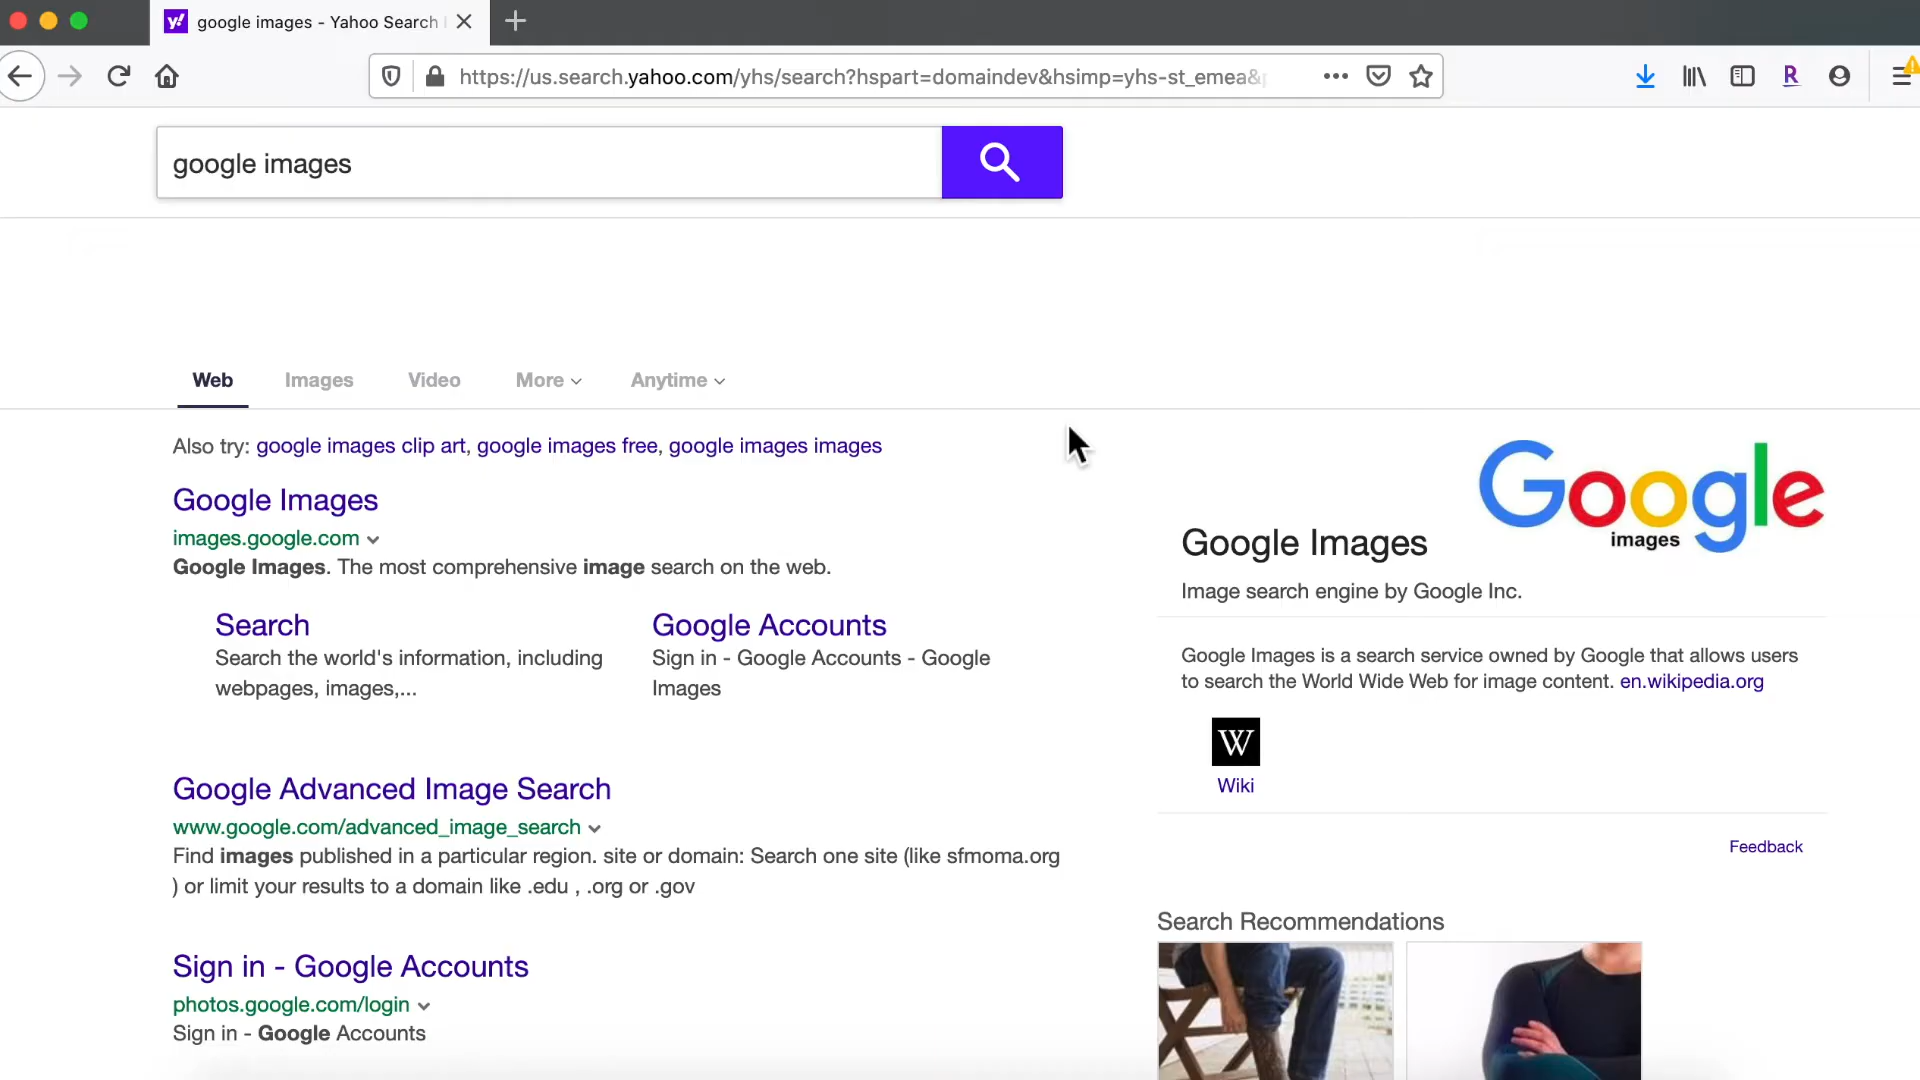 google images - Yahoo Search
https://us.search.yahoo.com/yhs/search?hspart=domaindev&hsimp=yhs-st_emea&
R
google images
Web Images Video More Anytime
Also try: google images clip art, google images free, google images images
Google Images
images.google.com
Google Images. The most comprehensive image search on the web.
Search
Search the world's information, including
webpages, images,...
Google Accounts
Sign in - Google Accounts - Google
Images
Google Advanced Image Search
www.google.com/advanced_image_search
Find images published in a particular region. site or domain: Search one site (like sfmoma.org
) or limit your results to a domain like .edu , .org or .gov
Sign in - Google Accounts
photos.google.com/login
Sign in - Google Accounts
Google
images
Google Images
Image search engine by Google Inc.
Google Images is a search service owned by Google that allows users
to search the World Wide Web for image content. en.wikipedia.org
W
Wiki
Feedback
Search Recommendations